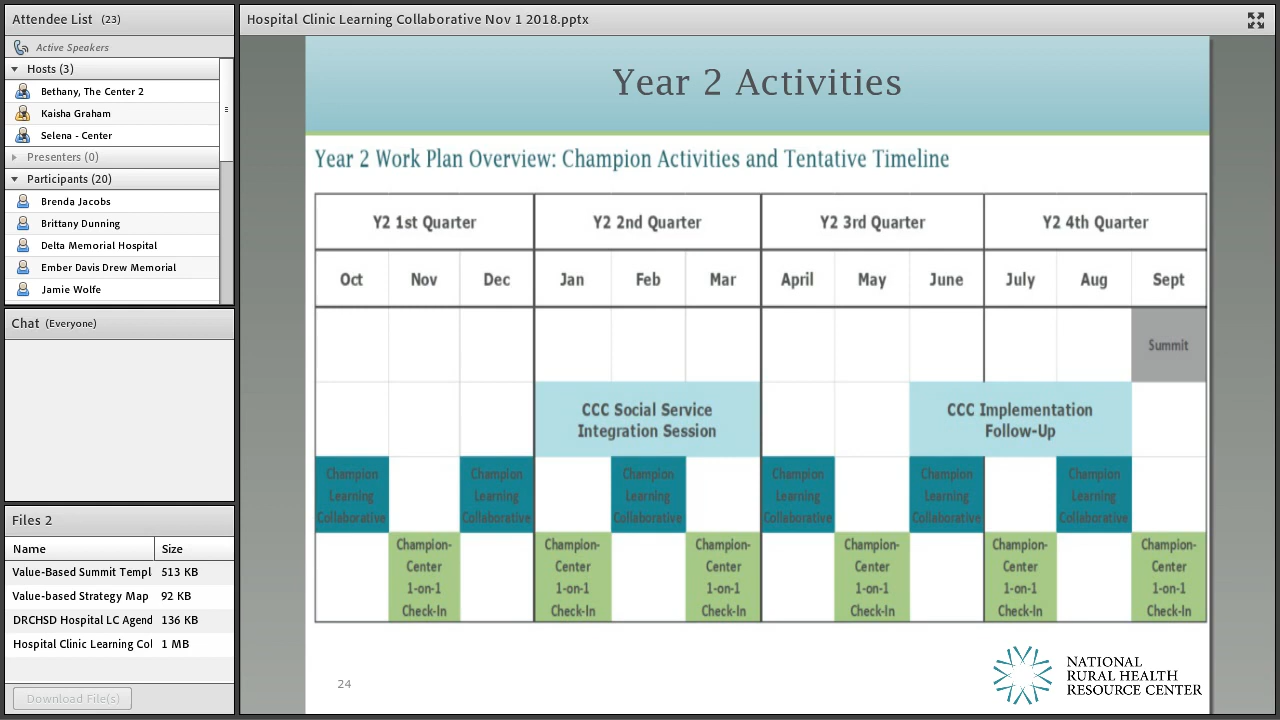 Attendee List (23)
Active Speakers
Hosts (3)
Bethany, The Center 2
Kaisha Graham
Selena - Center
Presenters (0)
Participants (20)
Brenda Jacobs
Brittany Dunning
Delta Memorial Hospital
Ember Davis Drew Memorial
Jamie Wolfe
Chat (Everyone)
Files 2
Name Size
Value-Based Summit Templ 513 KB
Value-based Strategy Map 92 KB
DRCHSD Hospital LC Agend 136 KB
Hospital Clinic Learning Col 1 MB
Download File(s)
Hospital Clinic Learning Collaborative Nov 1 2018.pptx
Year 2 Activities
Year 2 Work Plan Overview: Champion Activities and Tentative Timeline
Y2 1st Quarter Y2 2nd Quarter Y2 3rd Quarter Y2 4th Quarter
Oct Nov Dec Jan Feb Mar April May June July Aug Sept
Summit
CCC Social Service
Integration Session
CCC Implementation
Follow-Up
Champion Champion Champion Champion Champion Champion
Learning Learning Learning Learning Learning Learning
Collaborative Collaborative Collaborative Collaborative Collaborative Collaborative
Champion- Champion- Champion- Champion- Champion- Champion-
Center Center Center Center Center Center
1-on-1 1-on-1 1-on-1 1-on-1 1-on-1 1-on-1
Check-In Check-In Check-In Check-In Check-In Check-In
24
NATIONAL
RURAL HEALTH
RESOURCE CENTER